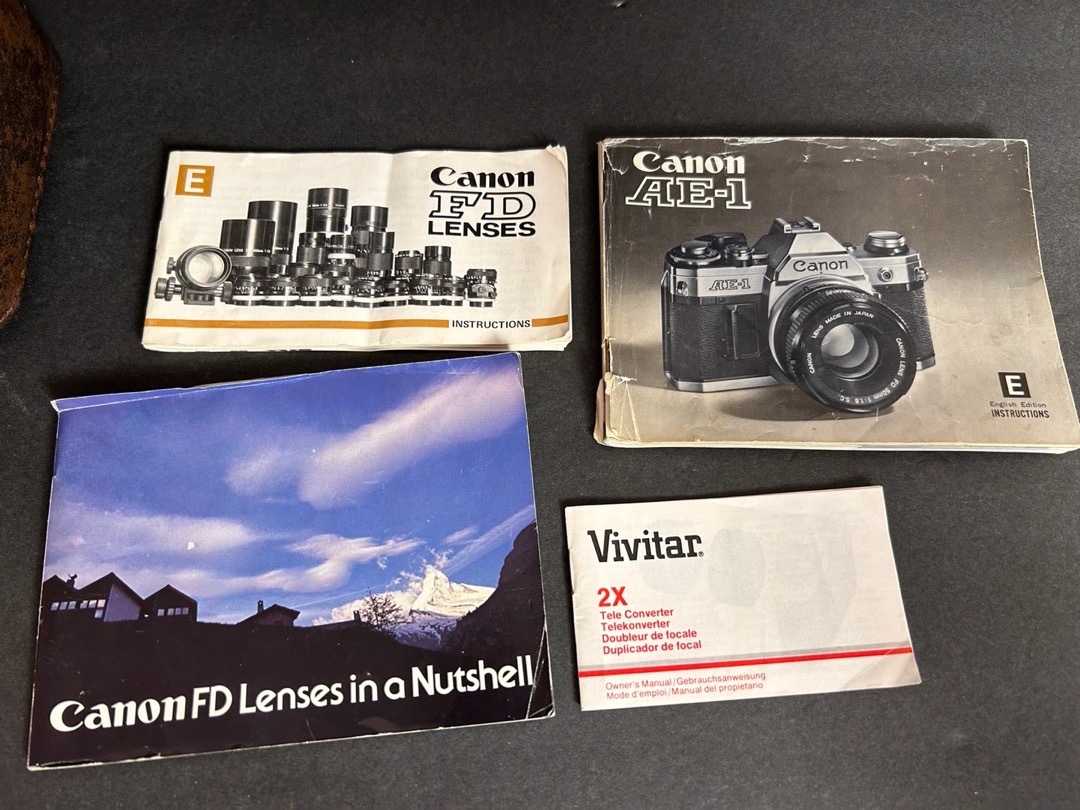 E
Canon
FD
LENSES
INSTRUCTIONS
Canon
AE-1
Canon
AE-1
LENS MADE IN JAPAN
CANON LENS FD 50mm 1:1.8 S.C.
CANON
E
English Edition
INSTRUCTIONS
Canon FD Lenses in a Nutshell
Vivitar®
2X
Tele Converter
Telekonverter
Doubleur de focale
Duplicador de focal
Owner's Manual/Gebrauchsanweisung
Mode d'emploi/Manual del propietario